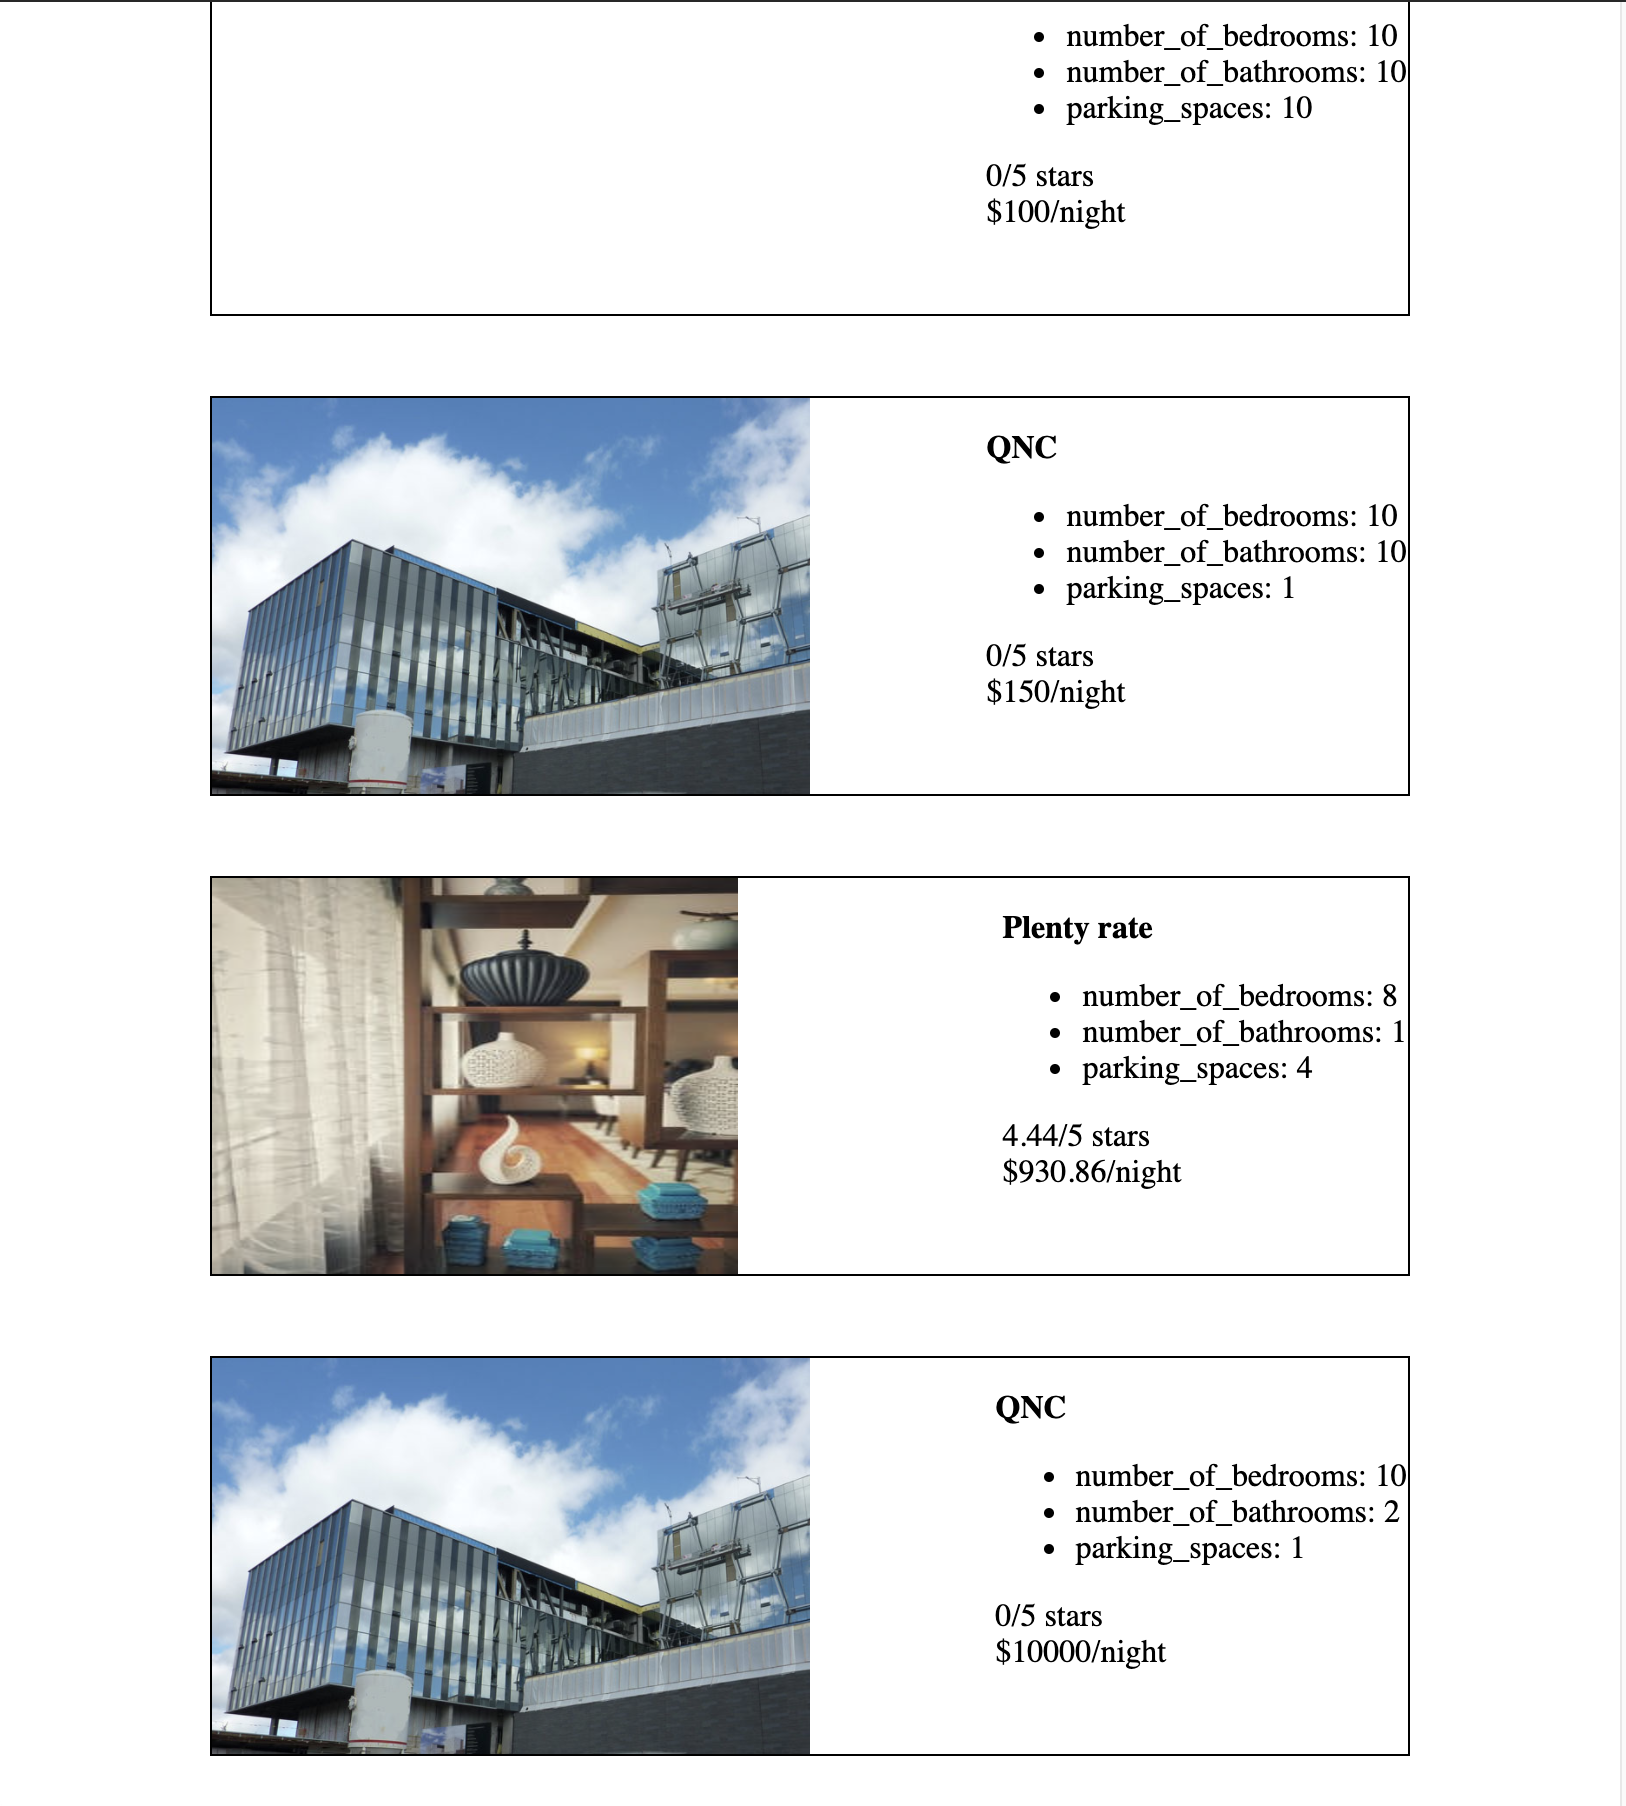 number_of_bedrooms: 10
number_of_bathrooms: 10
parking_spaces: 10
0/5 stars
$100/night
QNC
number_of_bedrooms: 10
number_of_bathrooms: 10
parking_spaces: 1
0/5 stars
$150/night
Plenty rate
number_of_bedrooms: 8
number_of_bathrooms: 1
parking_spaces: 4
4.44/5 stars
$930.86/night
QNC
number_of_bedrooms: 10
number_of_bathrooms: 2
parking_spaces: 1
0/5 stars
$10000/night